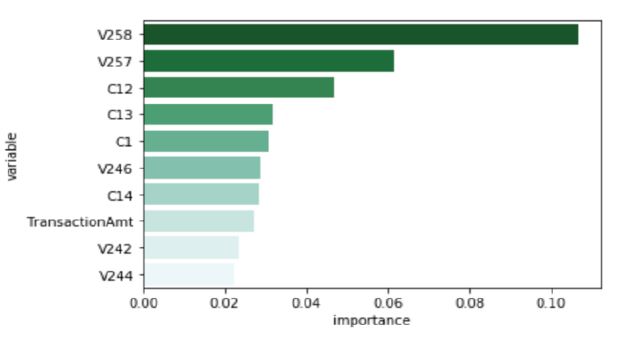 variable
V258
V257
C12
C13
C1
V246
C14
TransactionAmt
V242
V244
0.00 0.02 0.04 0.06 0.08 0.10
importance